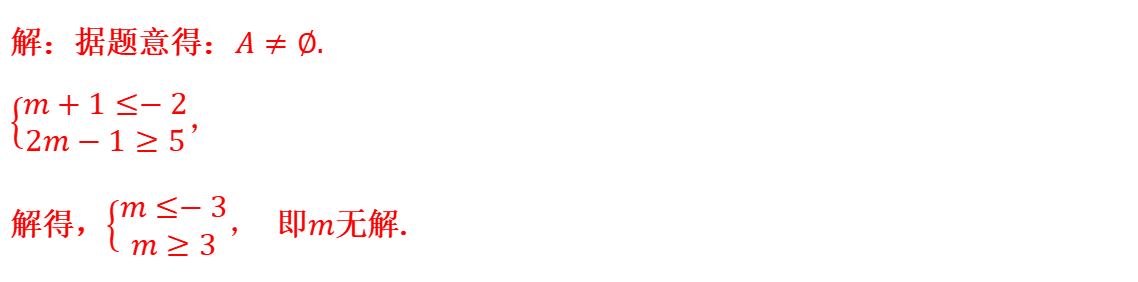 解：据题意得：A ≠ ∅.
{m + 1 ≤− 2
2m − 1 ≥ 5,
解得，{m ≤− 3
m ≥ 3, 即m无解.